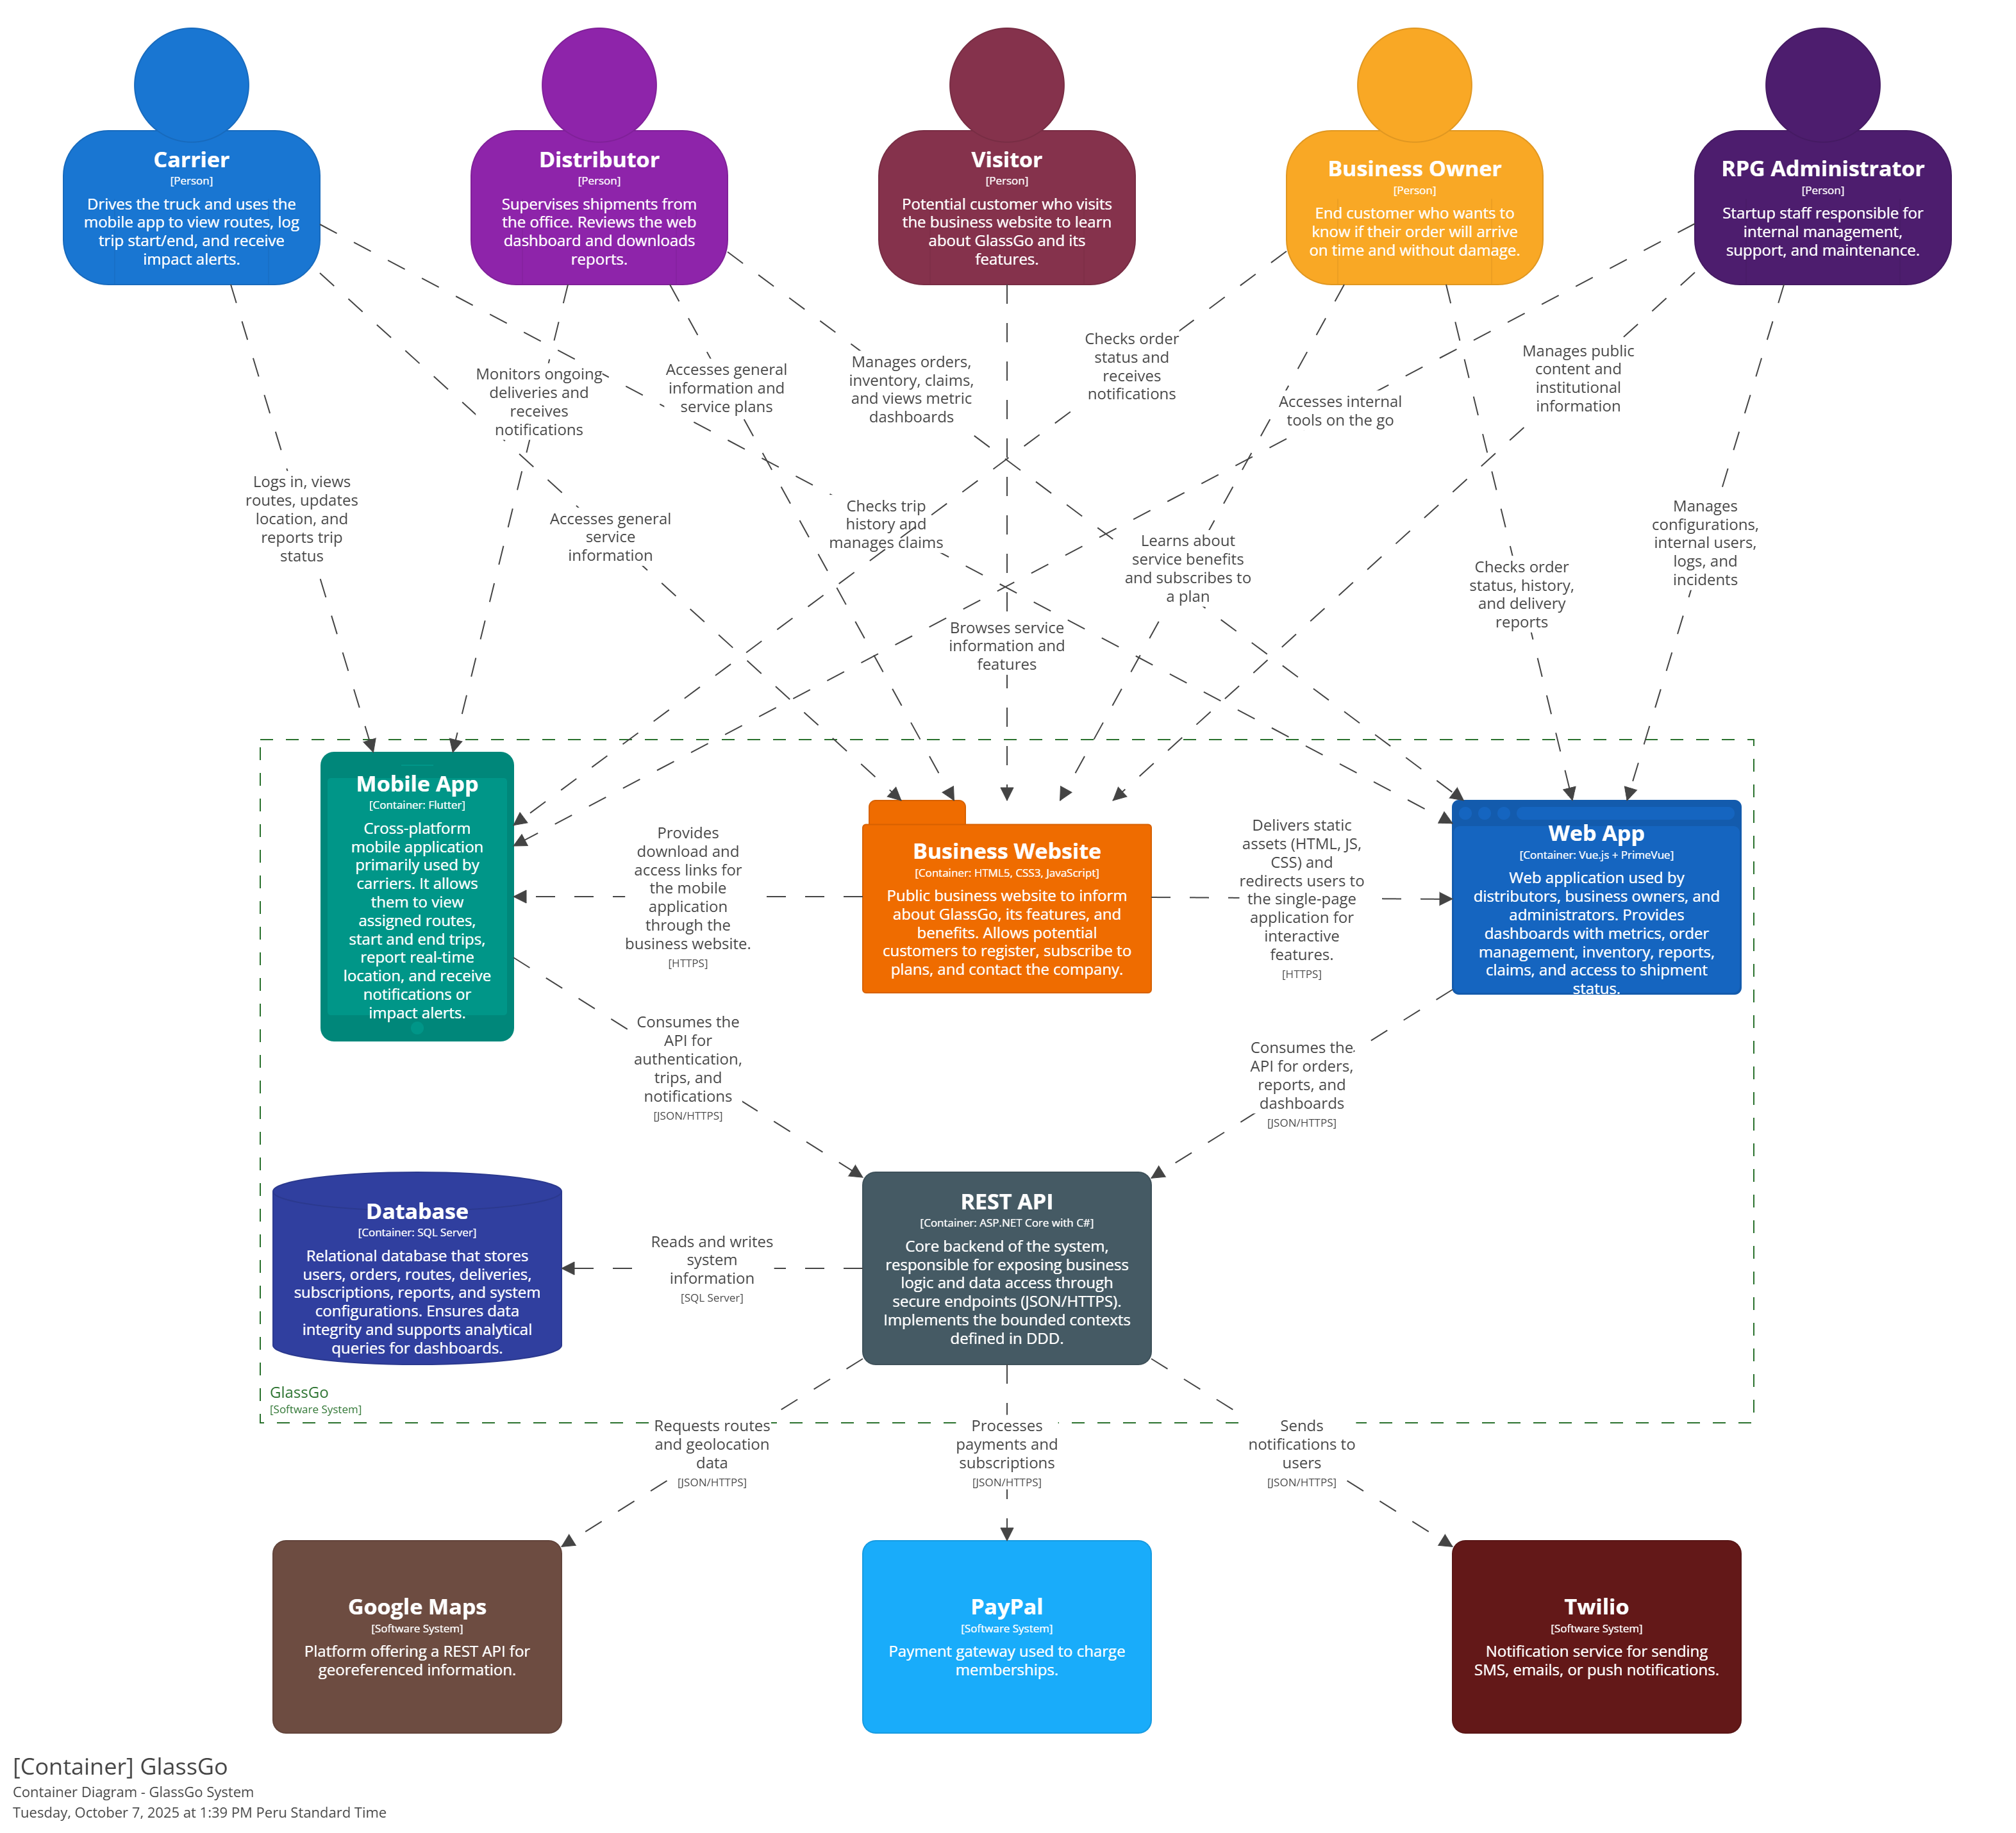 Carrier
[Person]
Drives the truck and uses the
mobile app to view routes, log
trip start/end, and receive
impact alerts.
Distributor
[Person]
Supervises shipments from
the office. Reviews the web
dashboard and downloads
reports.
Visitor
[Person]
Potential customer who visits
the business website to learn
about GlassGo and its
features.
Business Owner
[Person]
End customer who wants to
know if their order will arrive
on time and without damage.
RPG Administrator
[Person]
Startup staff responsible for
internal management,
support, and maintenance.
Monitors ongoing
deliveries and
receives
notifications
Accesses general
information and
service plans
Manages orders,
inventory, claims,
and views metric
dashboards
Checks order
status and
receives
notifications
Accesses internal
tools on the go
Manages public
content and
institutional
information
Logs in, views
routes, updates
location, and
reports trip
status
Accesses general
service
information
Checks trip
history and
manages claims
Learns about
service benefits
and subscribes to
a plan
Browses service
information and
features
Checks order
status, history,
and delivery
reports
Manages
configurations,
internal users,
logs, and
incidents
Mobile App
[Container: Flutter]
Cross-platform
mobile application
primarily used by
carriers. It allows
them to view
assigned routes,
start and end trips,
report real-time
location, and receive
notifications or
impact alerts.
Provides
download and
access links for
the mobile
application
through the
business website.
[HTTPS]
Business Website
[Container: HTML5, CSS3, JavaScript]
Public business website to inform
about GlassGo, its features, and
benefits. Allows potential
customers to register, subscribe to
plans, and contact the company.
Delivers static
assets (HTML, JS,
CSS) and
redirects users to
the single-page
application for
interactive
features.
[HTTPS]
Web App
[Container: Vue.js + PrimeVue]
Web application used by
distributors, business owners, and
administrators. Provides
dashboards with metrics, order
management, inventory, reports,
claims, and access to shipment
status.
Consumes the
API for
authentication,
trips, and
notifications
[JSON/HTTPS]
Consumes the
API for orders,
reports, and
dashboards
[JSON/HTTPS]
Database
[Container: SQL Server]
Relational database that stores
users, orders, routes, deliveries,
subscriptions, reports, and system
configurations. Ensures data
integrity and supports analytical
queries for dashboards.
Reads and writes
system
information
[SQL Server]
REST API
[Container: ASP.NET Core with C#]
Core backend of the system,
responsible for exposing business
logic and data access through
secure endpoints (JSON/HTTPS).
Implements the bounded contexts
defined in DDD.
GlassGo
[Software System]
Requests routes
and geolocation
data
[JSON/HTTPS]
Processes
payments and
subscriptions
[JSON/HTTPS]
Sends
notifications to
users
[JSON/HTTPS]
Google Maps
[Software System]
Platform offering a REST API for
georeferenced information.
PayPal
[Software System]
Payment gateway used to charge
memberships.
Twilio
[Software System]
Notification service for sending
SMS, emails, or push notifications.
[Container] GlassGo
Container Diagram - GlassGo System
Tuesday, October 7, 2025 at 1:39 PM Peru Standard Time